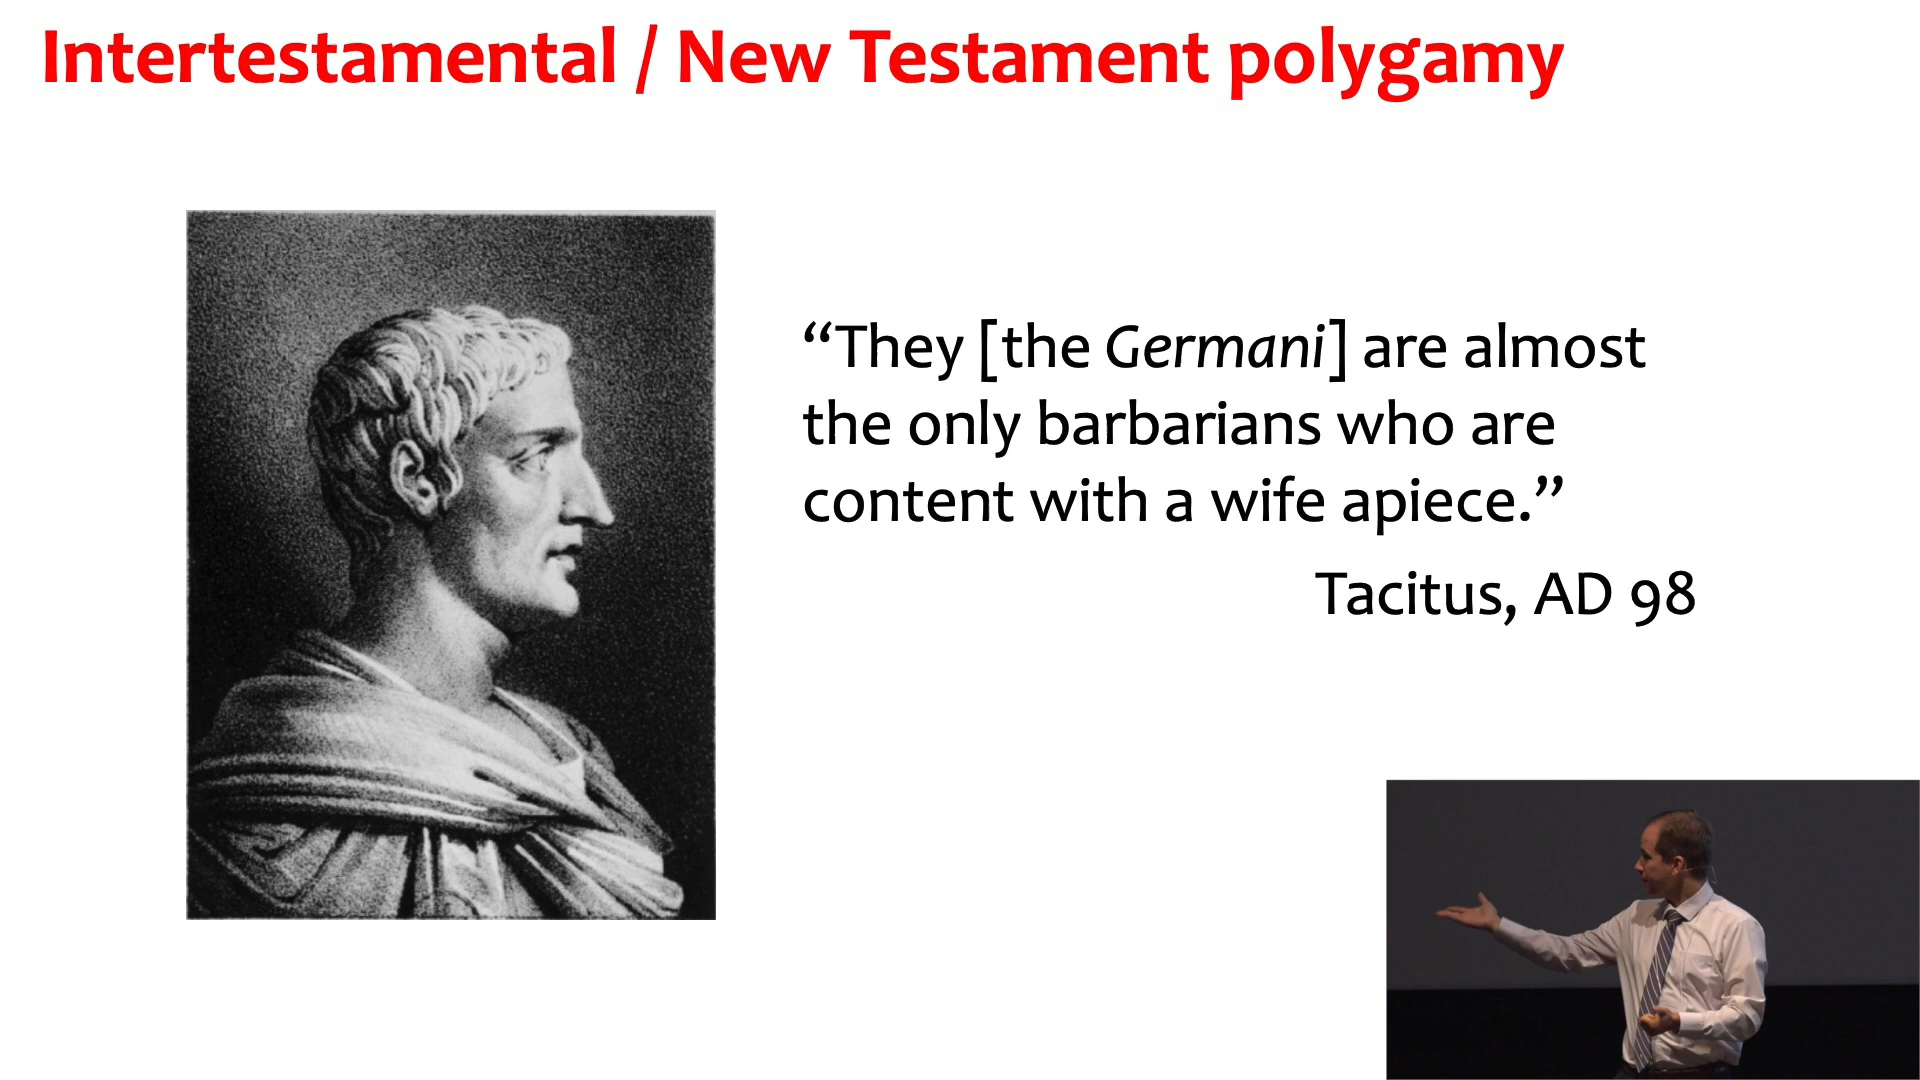 Intertestamental / New Testament polygamy
“They [the Germani] are almost
the only barbarians who are
content with a wife apiece.”
Tacitus, AD 98